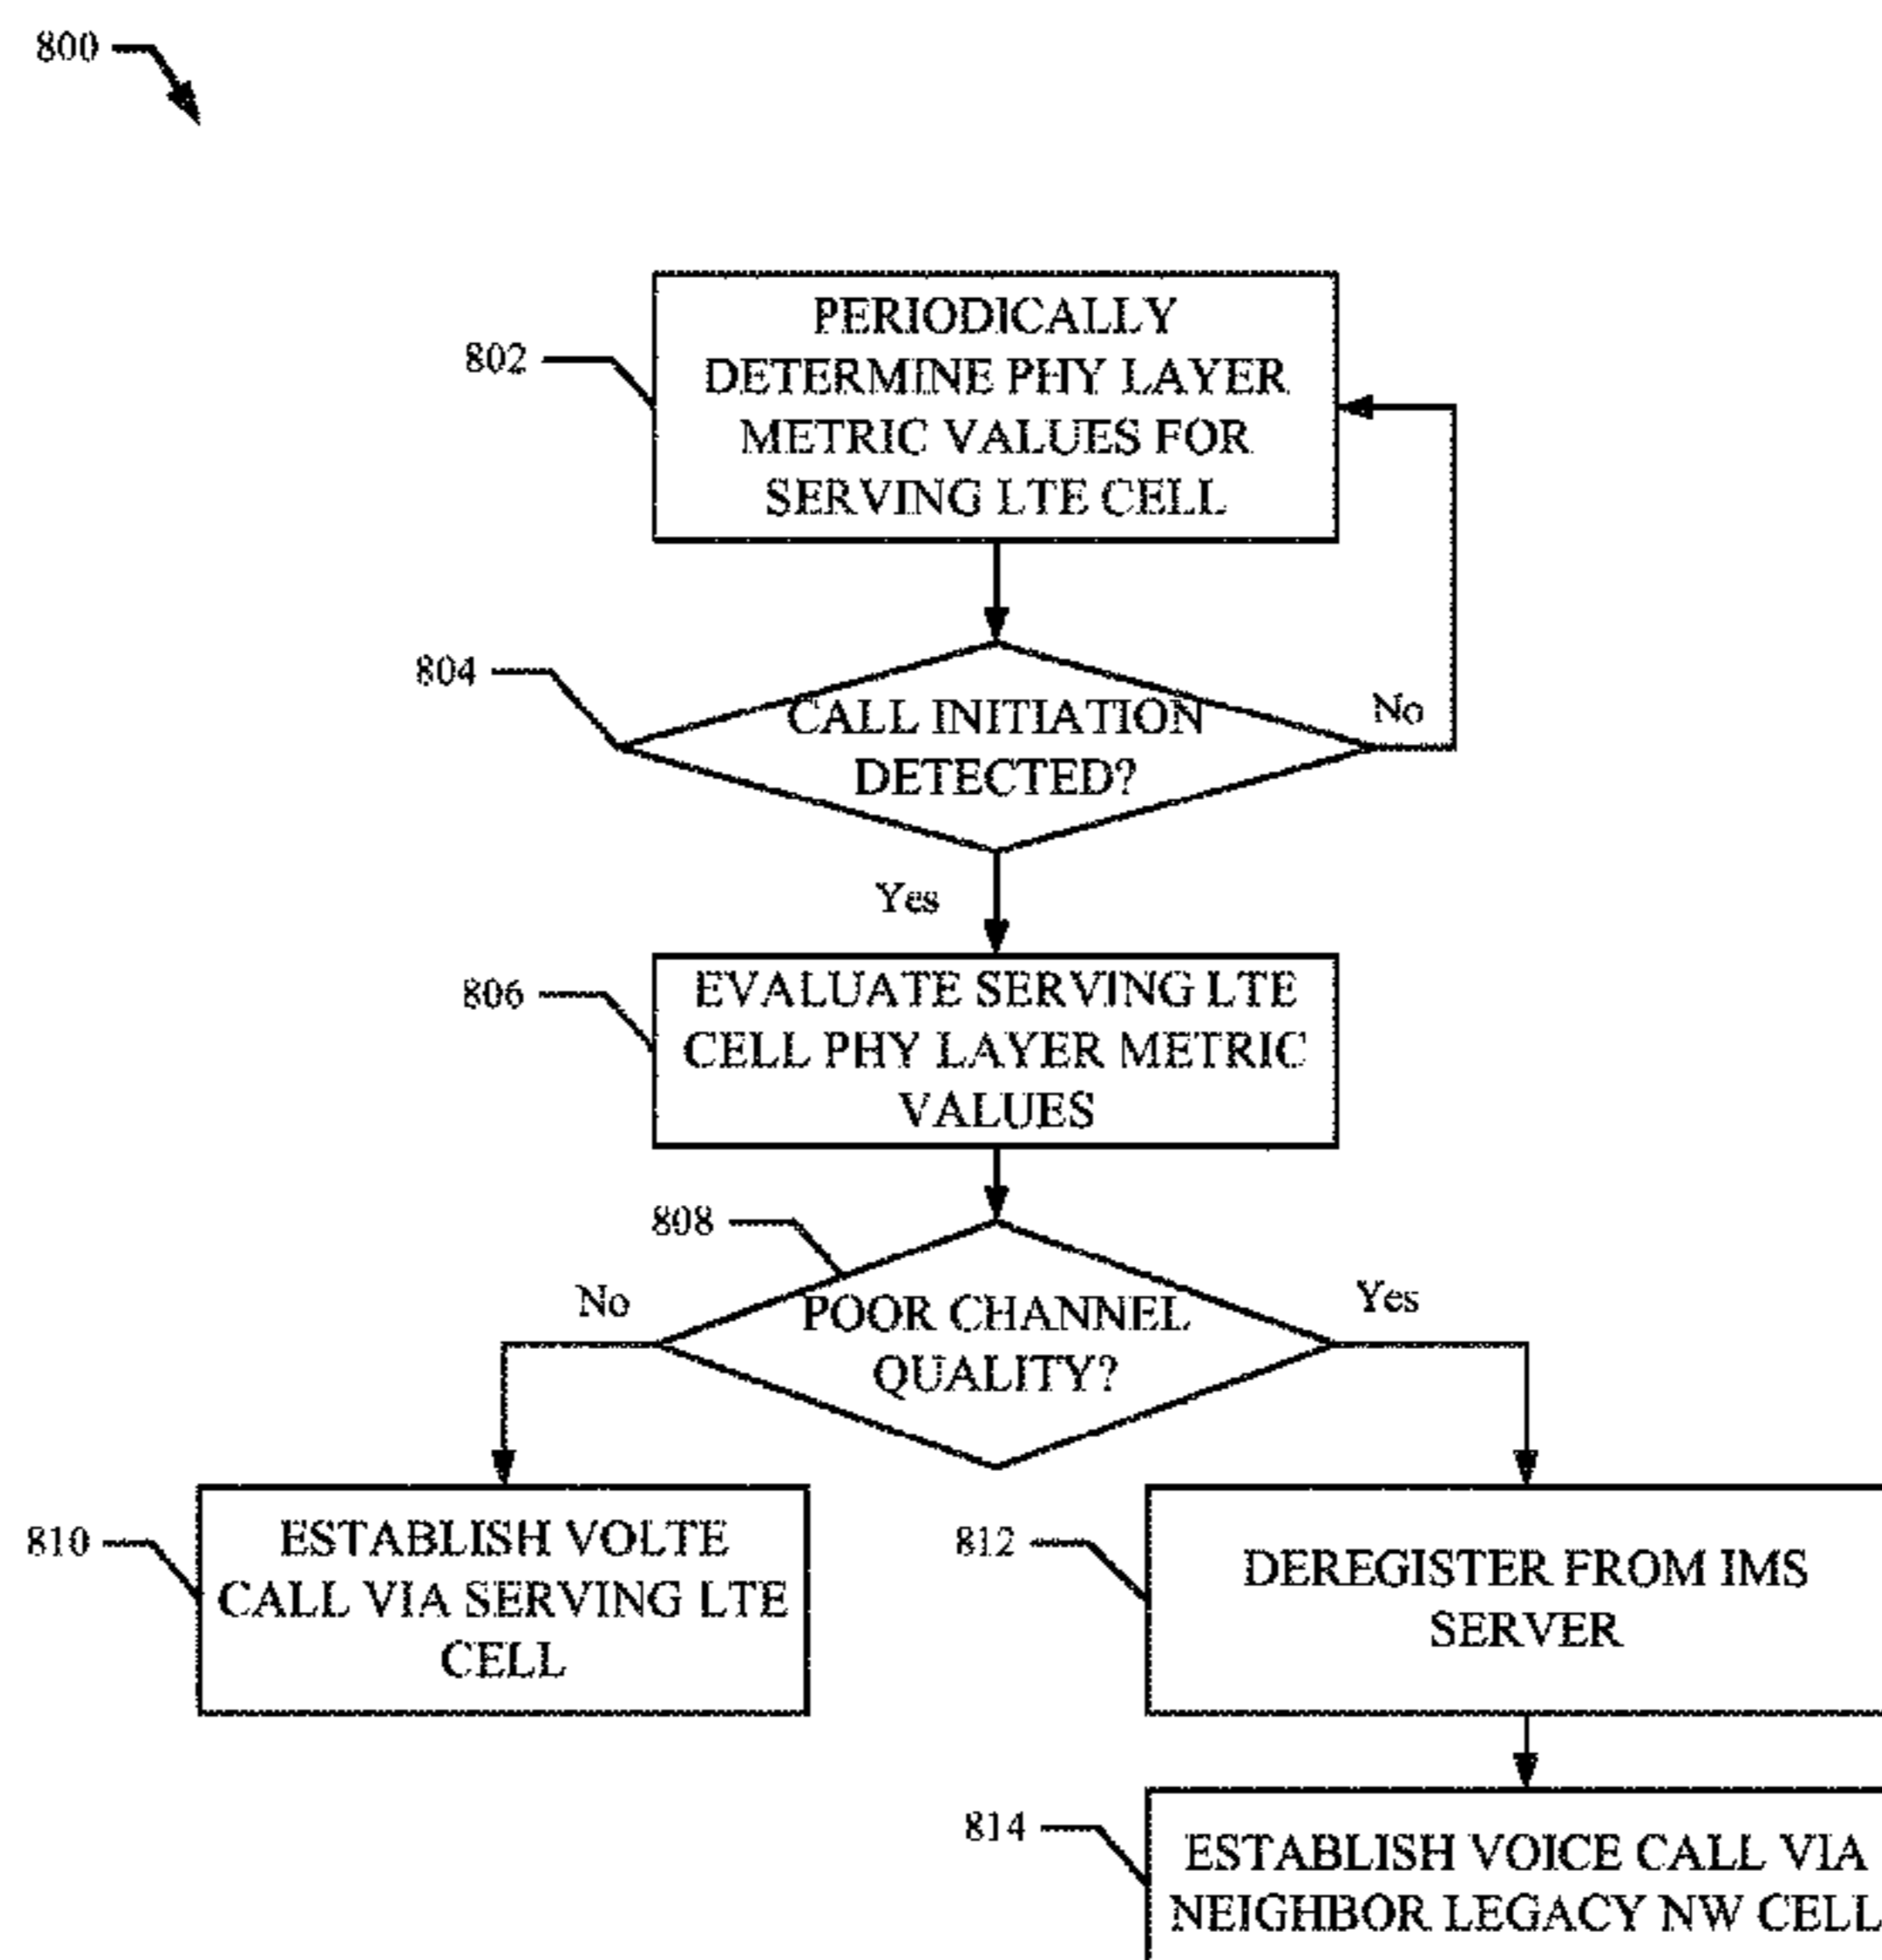 800
802
PERIODICALLY
DETERMINE PHY LAYER
METRIC VALUES FOR
SERVING LTE CELL
804
CALL INITIATION
DETECTED?
No
Yes
806
EVALUATE SERVING LTE
CELL PHY LAYER METRIC
VALUES
808
POOR CHANNEL
QUALITY?
No
Yes
810
ESTABLISH VOLTE
CALL VIA SERVING LTE
CELL
812
DEREGISTER FROM IMS
SERVER
814
ESTABLISH VOICE CALL VIA
NEIGHBOR LEGACY NW CELL